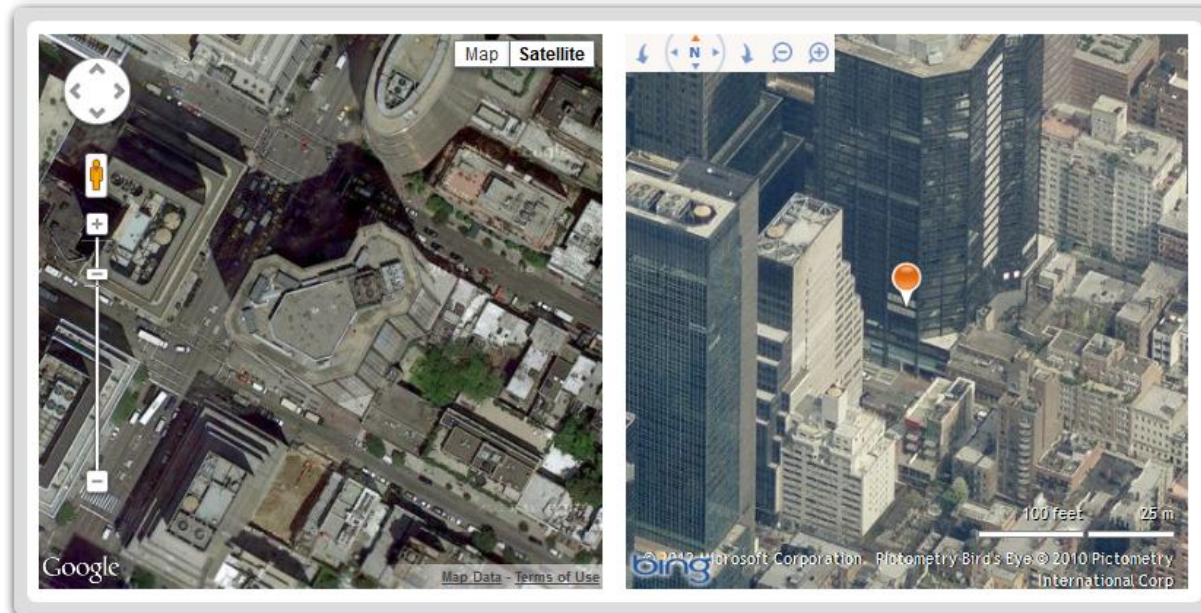 Map Satellite
N
Google
Map Data - Terms of Use
100 feet 25 m
bing
© 2012 Microsoft Corporation. Pictometry Bird's Eye © 2010 Pictometry
International Corp